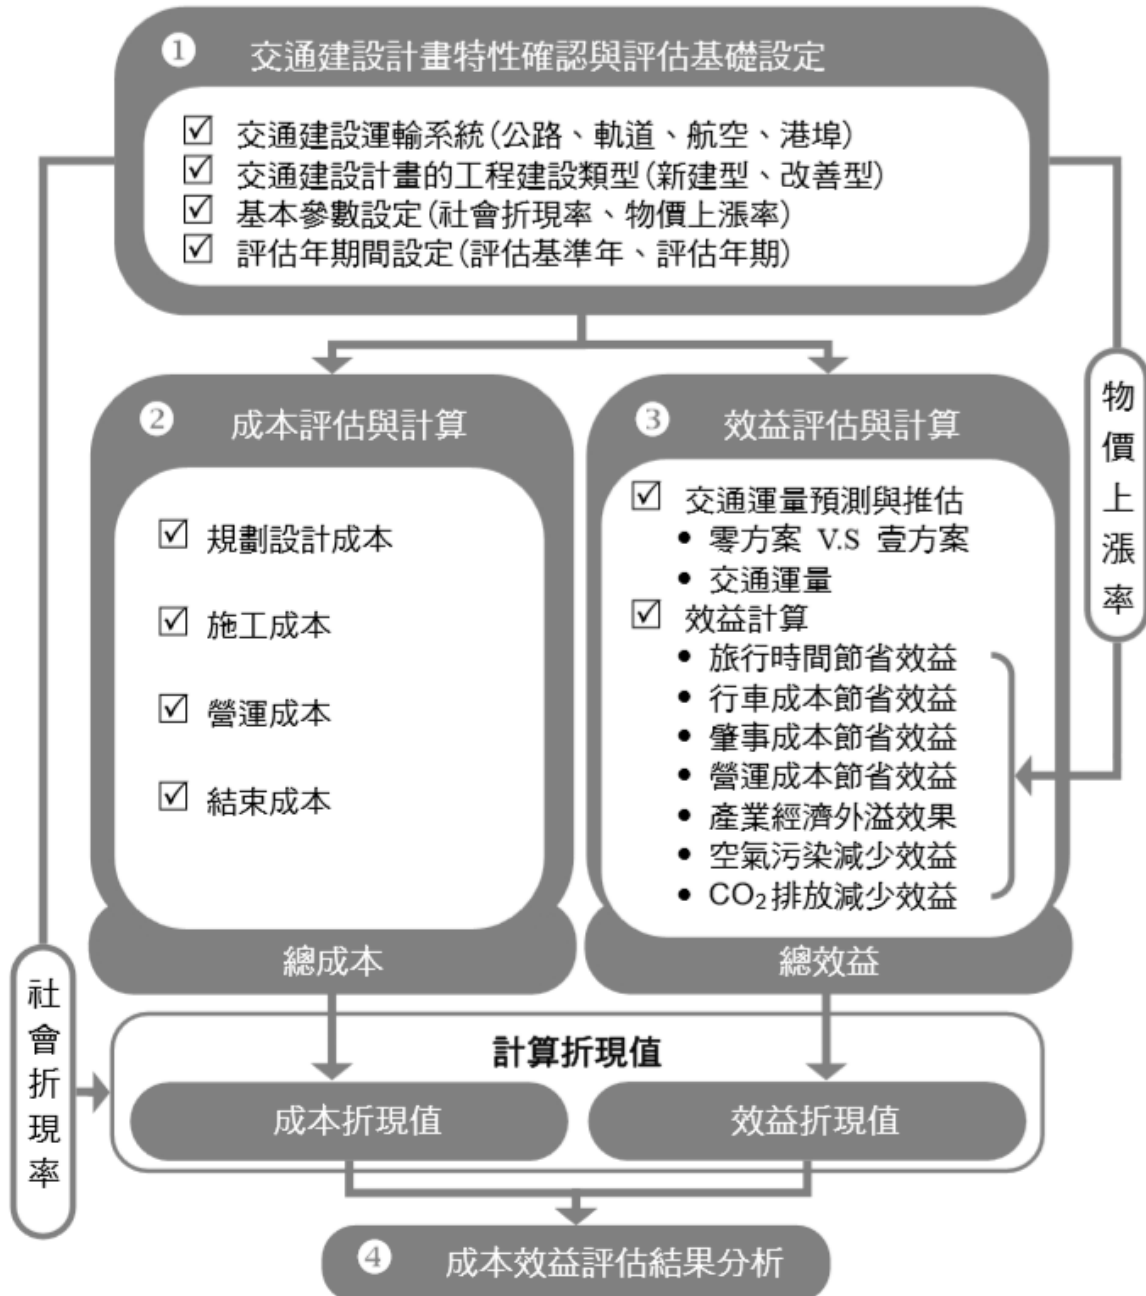 ❶ 交通建設計畫特性確認與評估基礎設定
☑ 交通建設運輸系統(公路、軌道、航空、港埠)
☑ 交通建設計畫的工程建設類型(新建型、改善型)
☑ 基本參數設定(社會折現率、物價上漲率)
☑ 評估年期間設定(評估基準年、評估年期)
物價上漲率
❷ 成本評估與計算
☑ 規劃設計成本
☑ 施工成本
☑ 營運成本
☑ 結束成本
總成本
❸ 效益評估與計算
☑ 交通運量預測與推估
• 零方案 V.S 壹方案
• 交通運量
☑ 效益計算
• 旅行時間節省效益
• 行車成本節省效益
• 肇事成本節省效益
• 營運成本節省效益
• 產業經濟外溢效果
• 空氣污染減少效益
• CO₂排放減少效益
總效益
社會折現率
計算折現值
成本折現值
效益折現值
❹ 成本效益評估結果分析